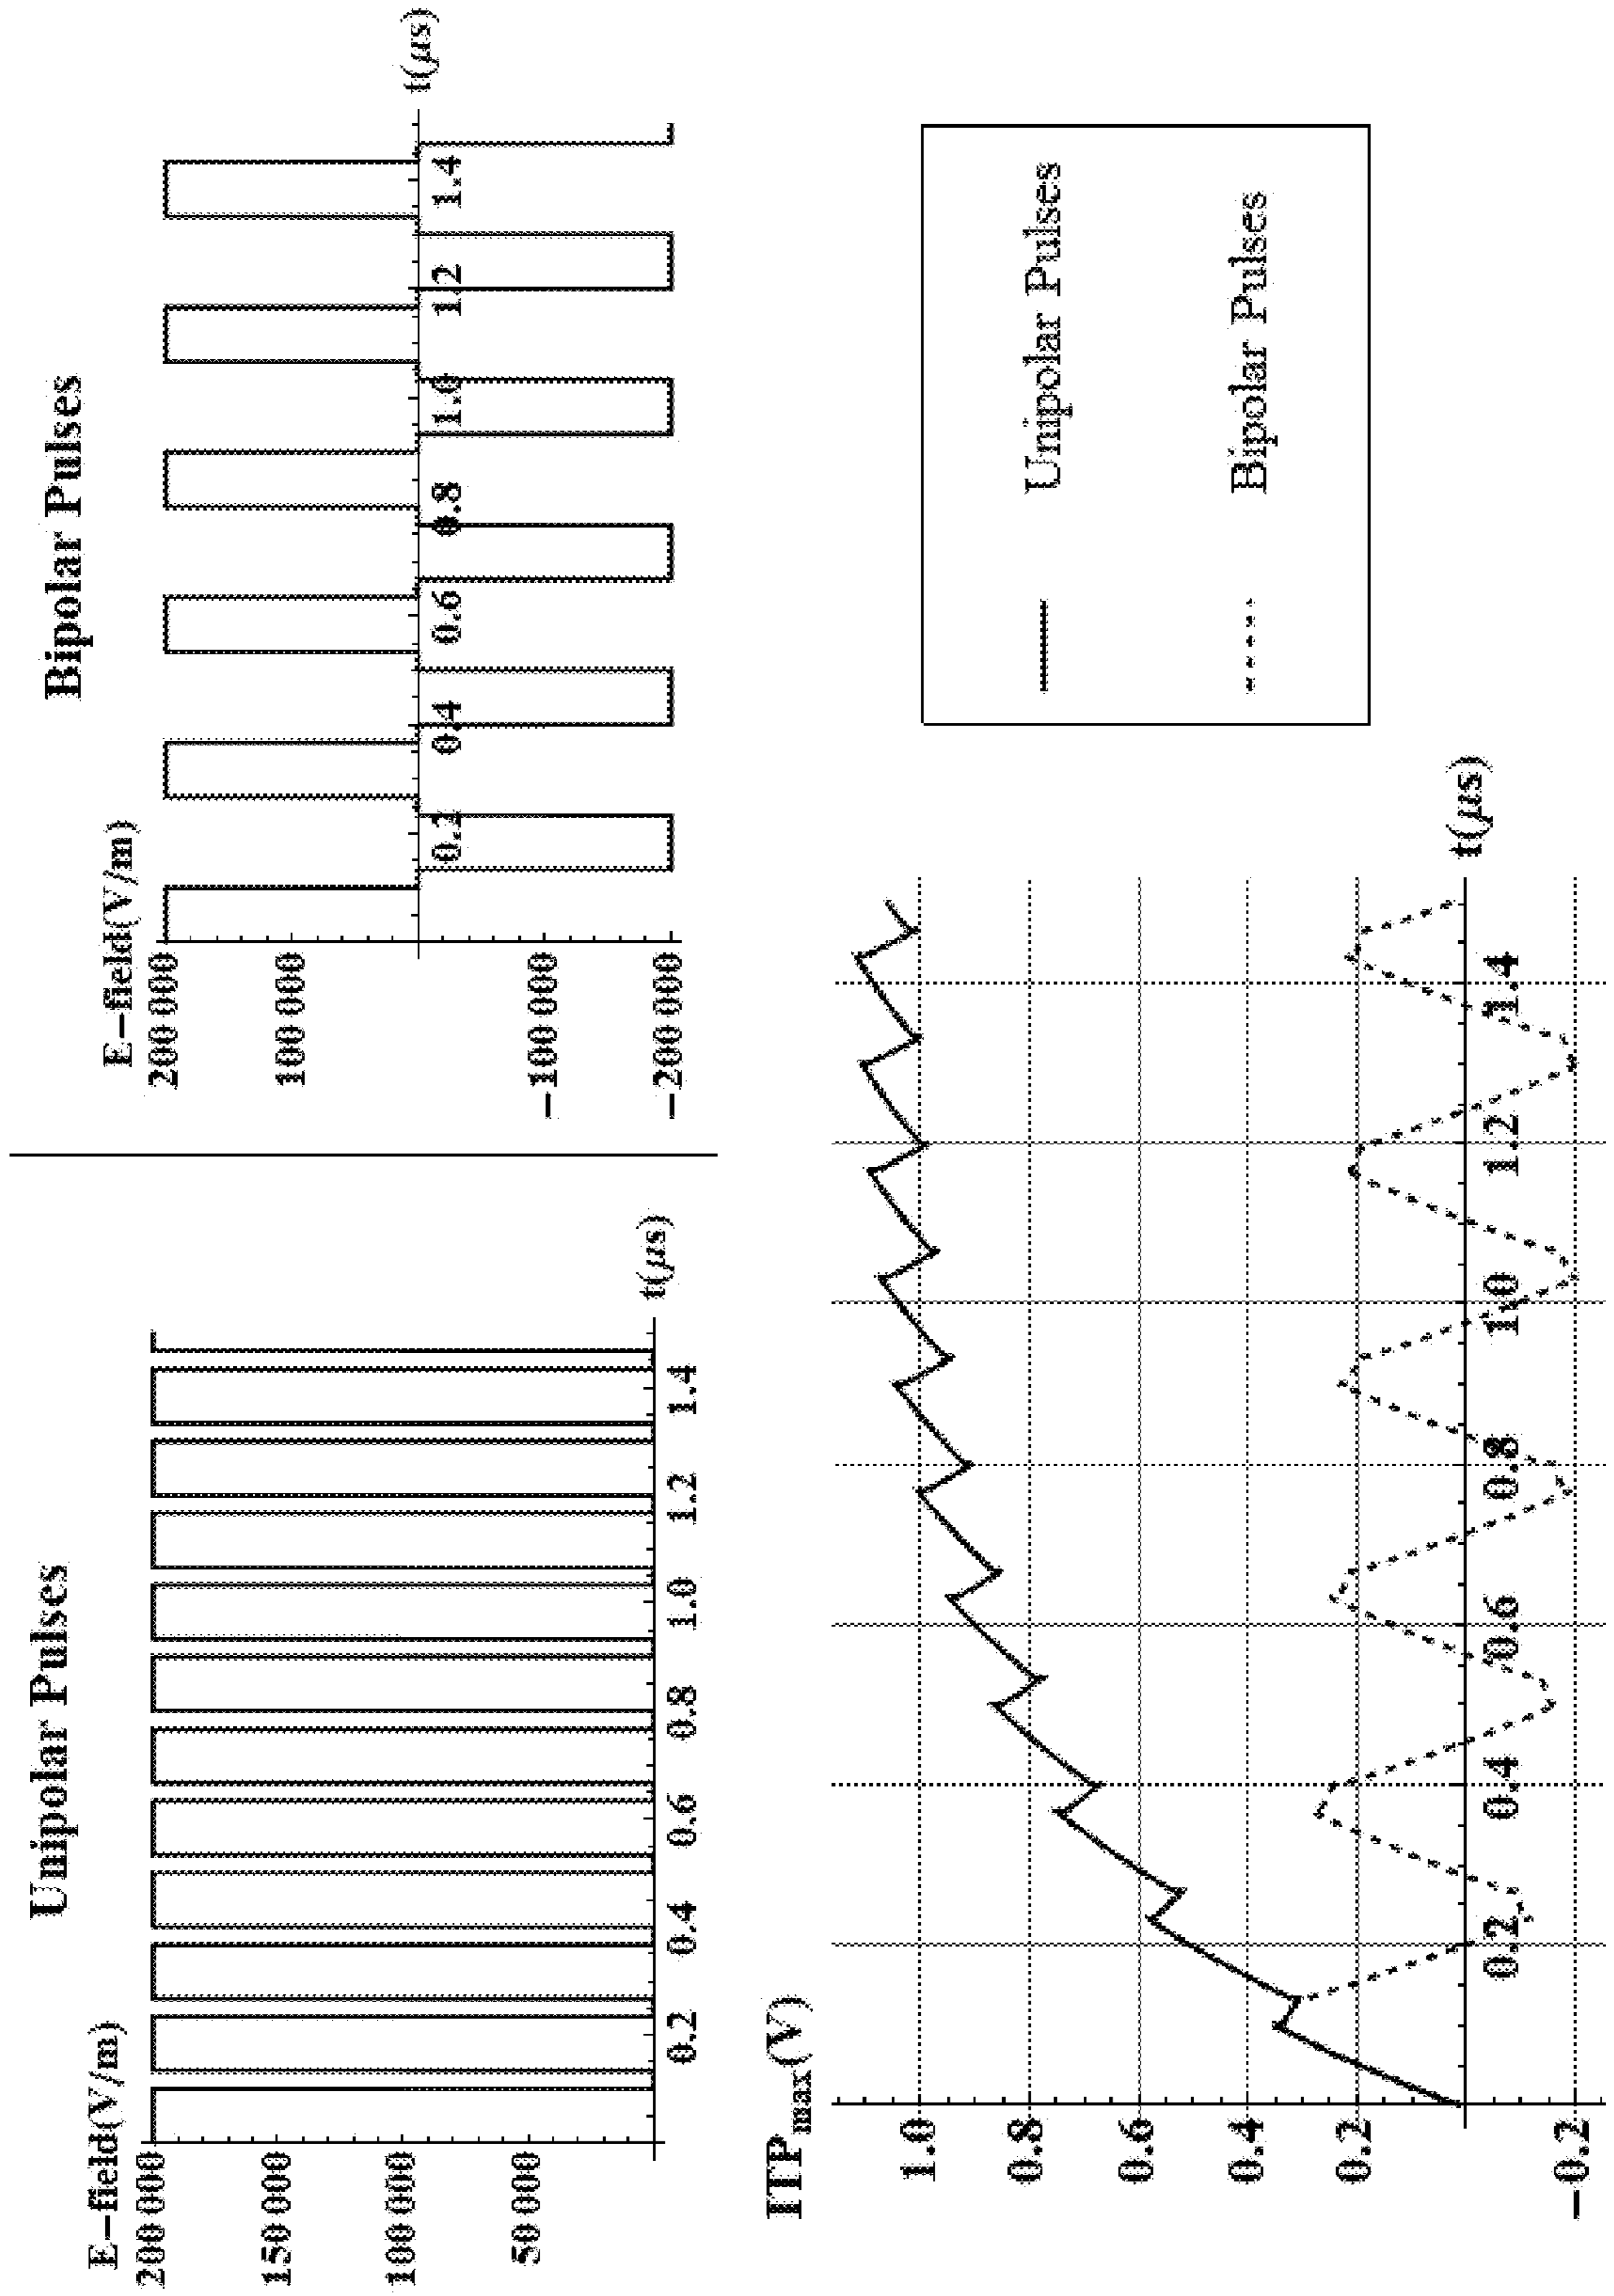 Unipolar Pulses
E−field(V/m)
200 000
150 000
100 000
50 000
0.2 0.4 0.6 0.8 1.0 1.2 1.4
t(μs)
Bipolar Pulses
E−field(V/m)
200 000
100 000
−100 000
−200 000
0.2 0.4 0.6 0.8 1.0 1.2 1.4
t(μs)
ITPmax(V)
1.0
0.8
0.6
0.4
0.2
−0.2
0.2 0.4 0.6 0.8 1.0 1.2 1.4
t(μs)
Unipolar Pulses
Bipolar Pulses